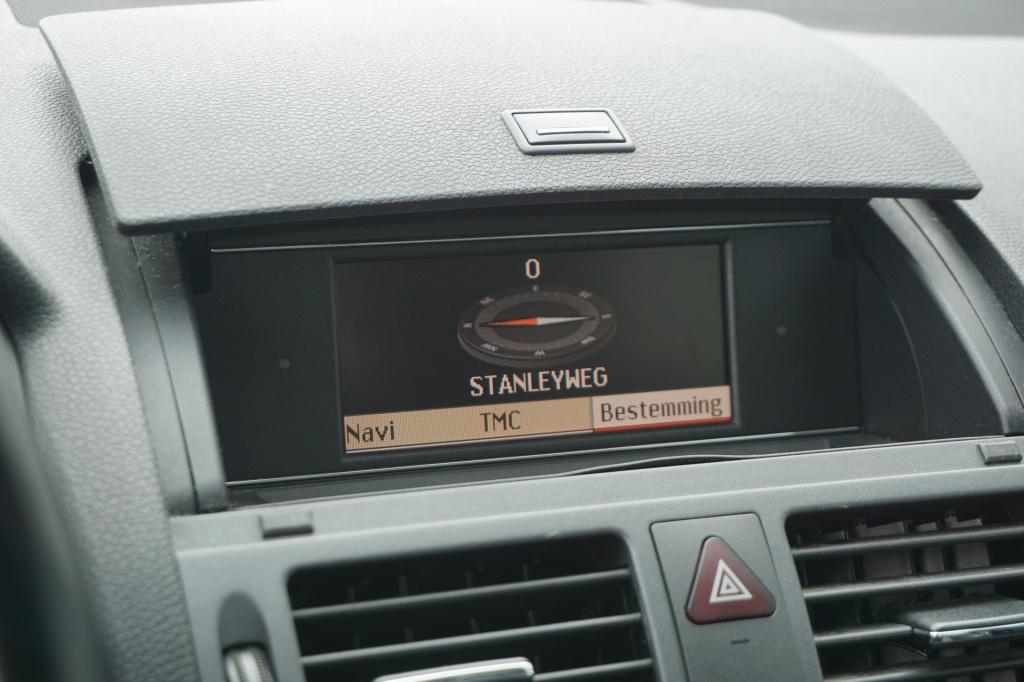 O
STANLEYWEG
Navi TMC Bestemming